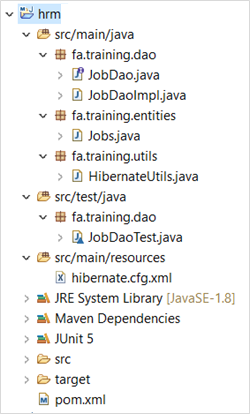 hrm
src/main/java
fa.training.dao
JobDao.java
JobDaoImpl.java
fa.training.entities
Jobs.java
fa.training.utils
HibernateUtils.java
src/test/java
fa.training.dao
JobDaoTest.java
src/main/resources
hibernate.cfg.xml
JRE System Library [JavaSE-1.8]
Maven Dependencies
JUnit 5
src
target
pom.xml